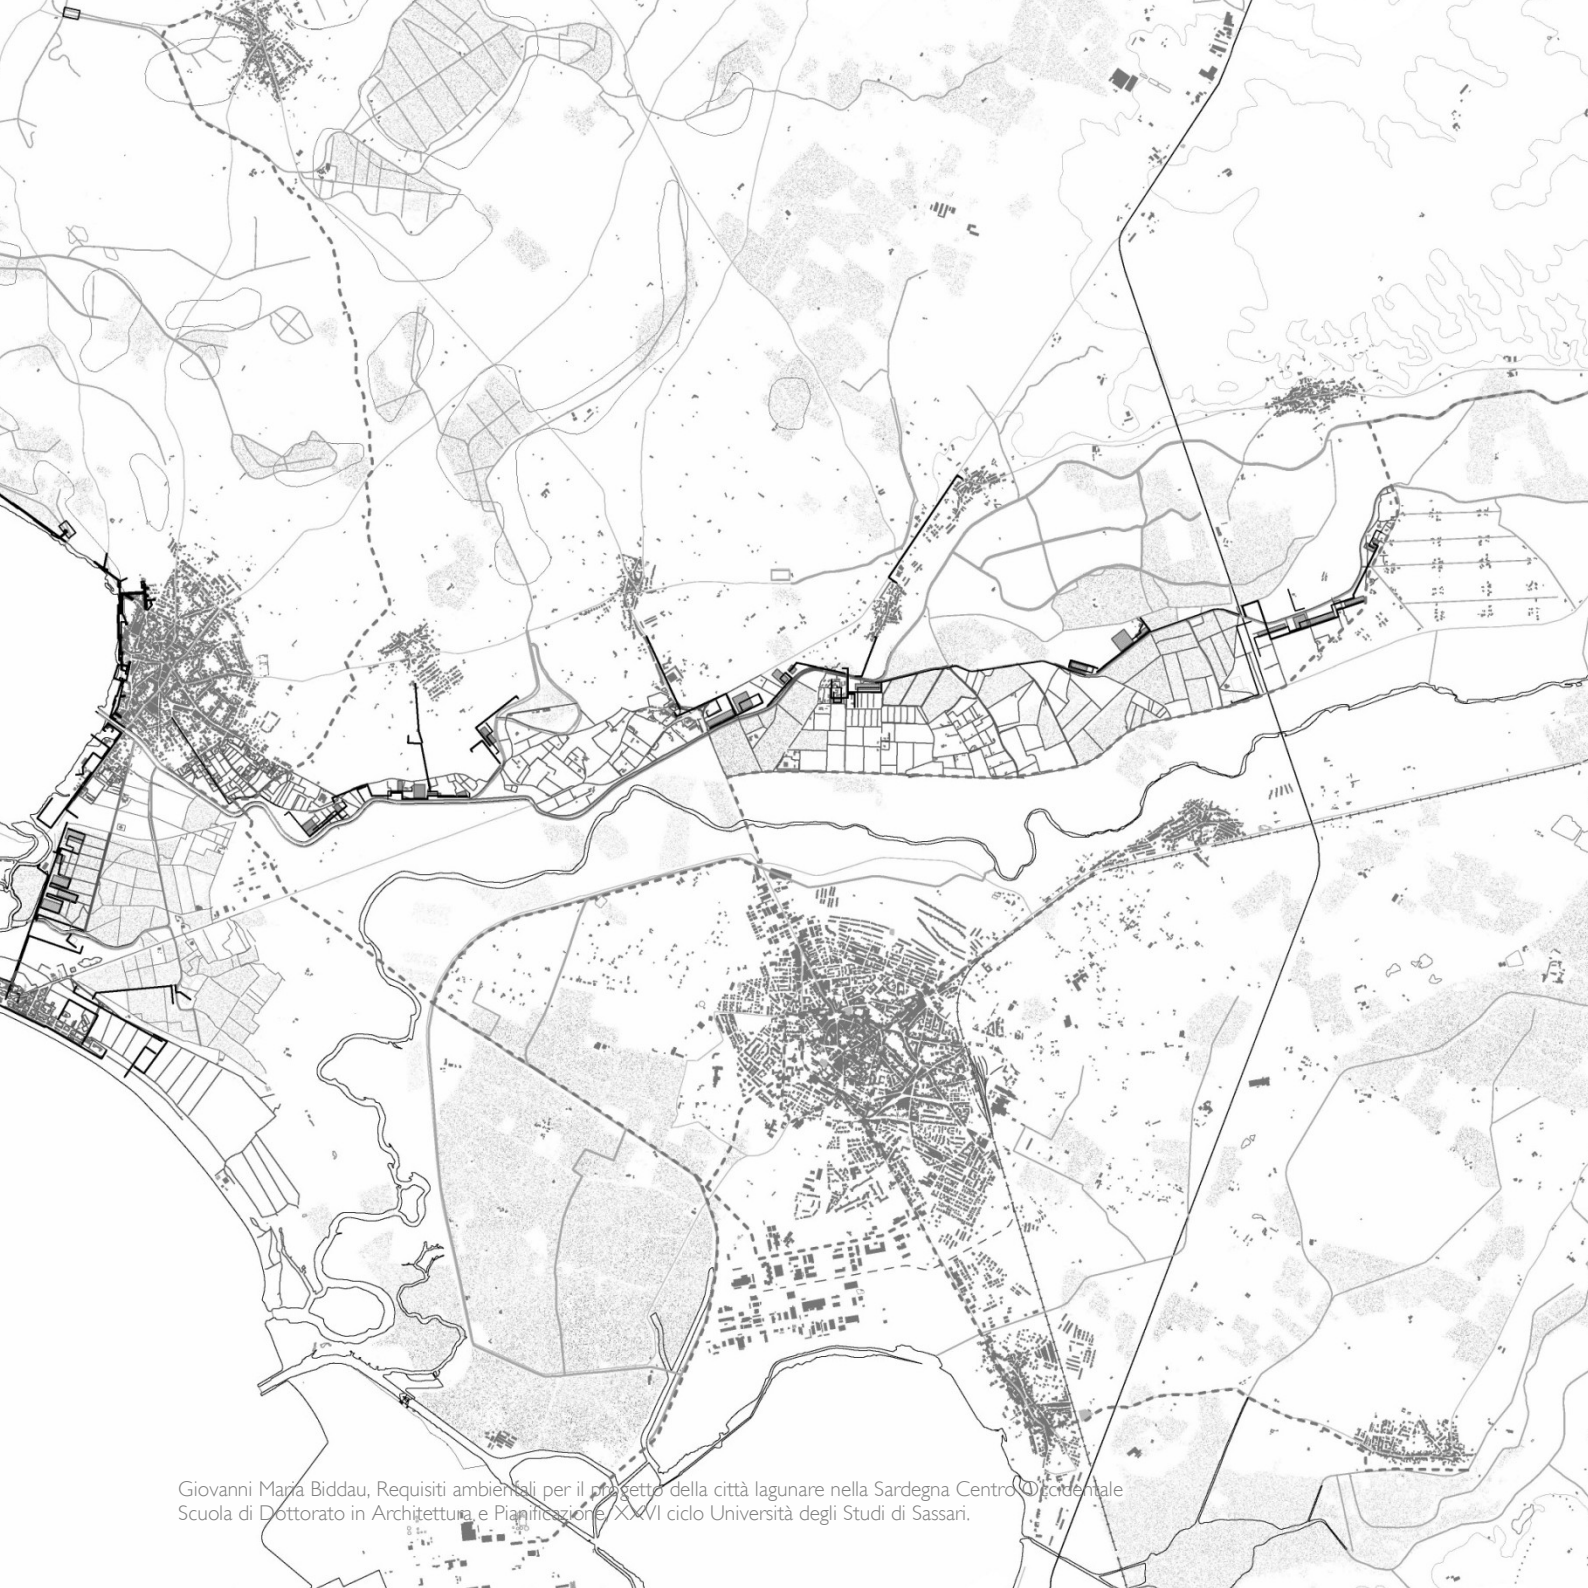 Giovanni Maria Biddau, Requisiti ambientali per il progetto della città lagunare nella Sardegna Centro Occidentale
Scuola di Dottorato in Architettura e Pianificazione, XXVI ciclo Università degli Studi di Sassari.